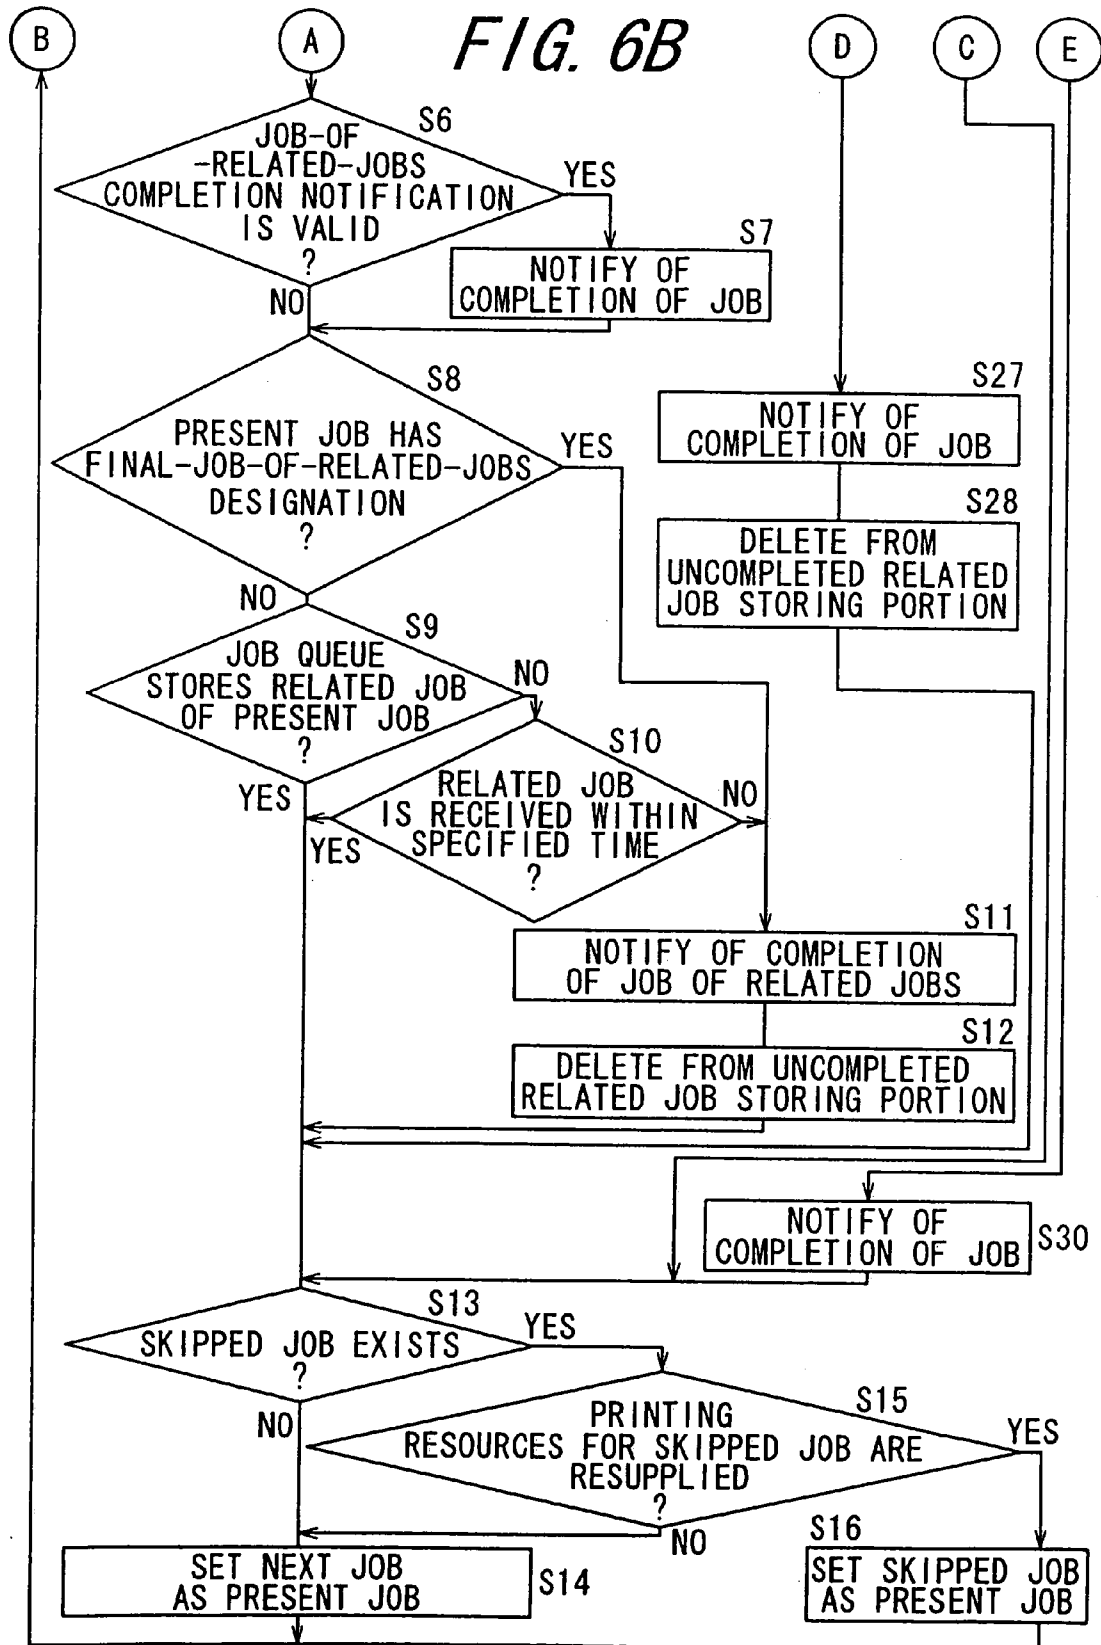 FIG. 6B
B
A
D
C
E
S6
JOB-OF
-RELATED-JOBS
COMPLETION NOTIFICATION
IS VALID
?
YES
NO
S7
NOTIFY OF
COMPLETION OF JOB
S8
PRESENT JOB HAS
FINAL-JOB-OF-RELATED-JOBS
DESIGNATION
?
YES
NO
S27
NOTIFY OF
COMPLETION OF JOB
S28
DELETE FROM
UNCOMPLETED RELATED
JOB STORING PORTION
S9
JOB QUEUE
STORES RELATED JOB
OF PRESENT JOB
?
NO
YES
S10
RELATED JOB
IS RECEIVED WITHIN
SPECIFIED TIME
?
NO
YES
S11
NOTIFY OF COMPLETION
OF JOB OF RELATED JOBS
S12
DELETE FROM UNCOMPLETED
RELATED JOB STORING PORTION
NOTIFY OF
COMPLETION OF JOB
S30
S13
SKIPPED JOB EXISTS
?
YES
NO
S15
PRINTING
RESOURCES FOR SKIPPED JOB ARE
RESUPPLIED
?
YES
NO
SET NEXT JOB
AS PRESENT JOB
S14
S16
SET SKIPPED JOB
AS PRESENT JOB